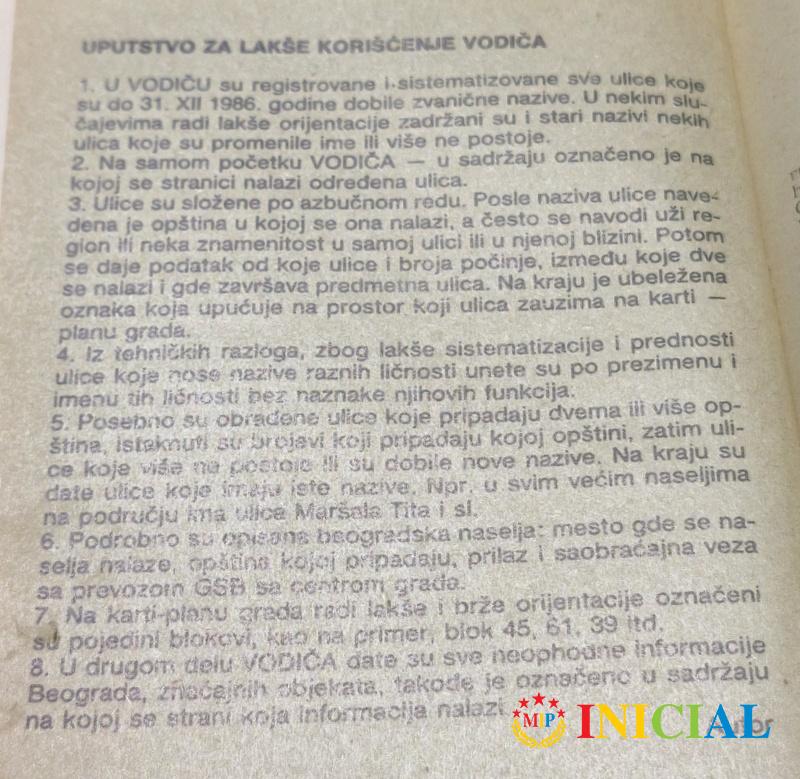 UPUTSTVO ZA LAKŠE KORIŠĆENJE VODIČA
1. U VODIČU su registrovane i sistematizovane sve ulice koje
su do 31. XII 1986. godine dobile zvanične nazive. U nekim slu-
čajevima radi lakše orijentacije zadržani su i stari nazivi nekih
ulica koje su promenile ime ili više ne postoje.
2. Na samom početku VODIČA — u sadržaju označeno je na
kojoj se stranici nalazi određena ulica.
3. Ulice su složene po azbučnom redu. Posle naziva ulice nave-
dena je opština u kojoj se ona nalazi, a često se navodi uži re-
gion ili neka znamenitost u samoj ulici ili u njenoj blizini. Potom
se daje podatak od koje ulice i broja počinje, između koje dve
se nalazi i gde završava predmetna ulica. Na kraju je ubeležena
oznaka koja upućuje na prostor koji ulica zauzima na karti —
planu grada.
4. Iz tehničkih razloga, zbog lakše sistematizacije i prednosti
ulice koje nose nazive raznih ličnosti unete su po prezimenu i
imenu tih ličnosti bez naznake njihovih funkcija.
5. Posebno su obrađene ulice koje pripadaju dvema ili više op-
ština, istaknuti su brojevi koji pripadaju kojoj opštini, zatim uli-
ce koje više ne postoje ili su dobile nove nazive. Na kraju su
date ulice koje imaju iste nazive. Npr. u svim većim naseljima
na području ima ulica Maršala Tita i sl.
6. Podrobno su opisana beogradska naselja: mesto gde se na-
selja nalaze, opština kojoj pripadaju, prilaz i saobraćajna veza
sa prevozom GSB sa centrom grada.
7. Na karti-planu grada radi lakše i brže orijentacije označeni
su pojedini blokovi, kao na primer, blok 45, 61, 39 itd.
8. U drugom delu VODIČA date su sve neophodne informacije
Beograda, značajnih objekata, takođe je označeno u sadržaju
na kojoj se strani koja informacija nalazi
Autor
MIP INICIAL